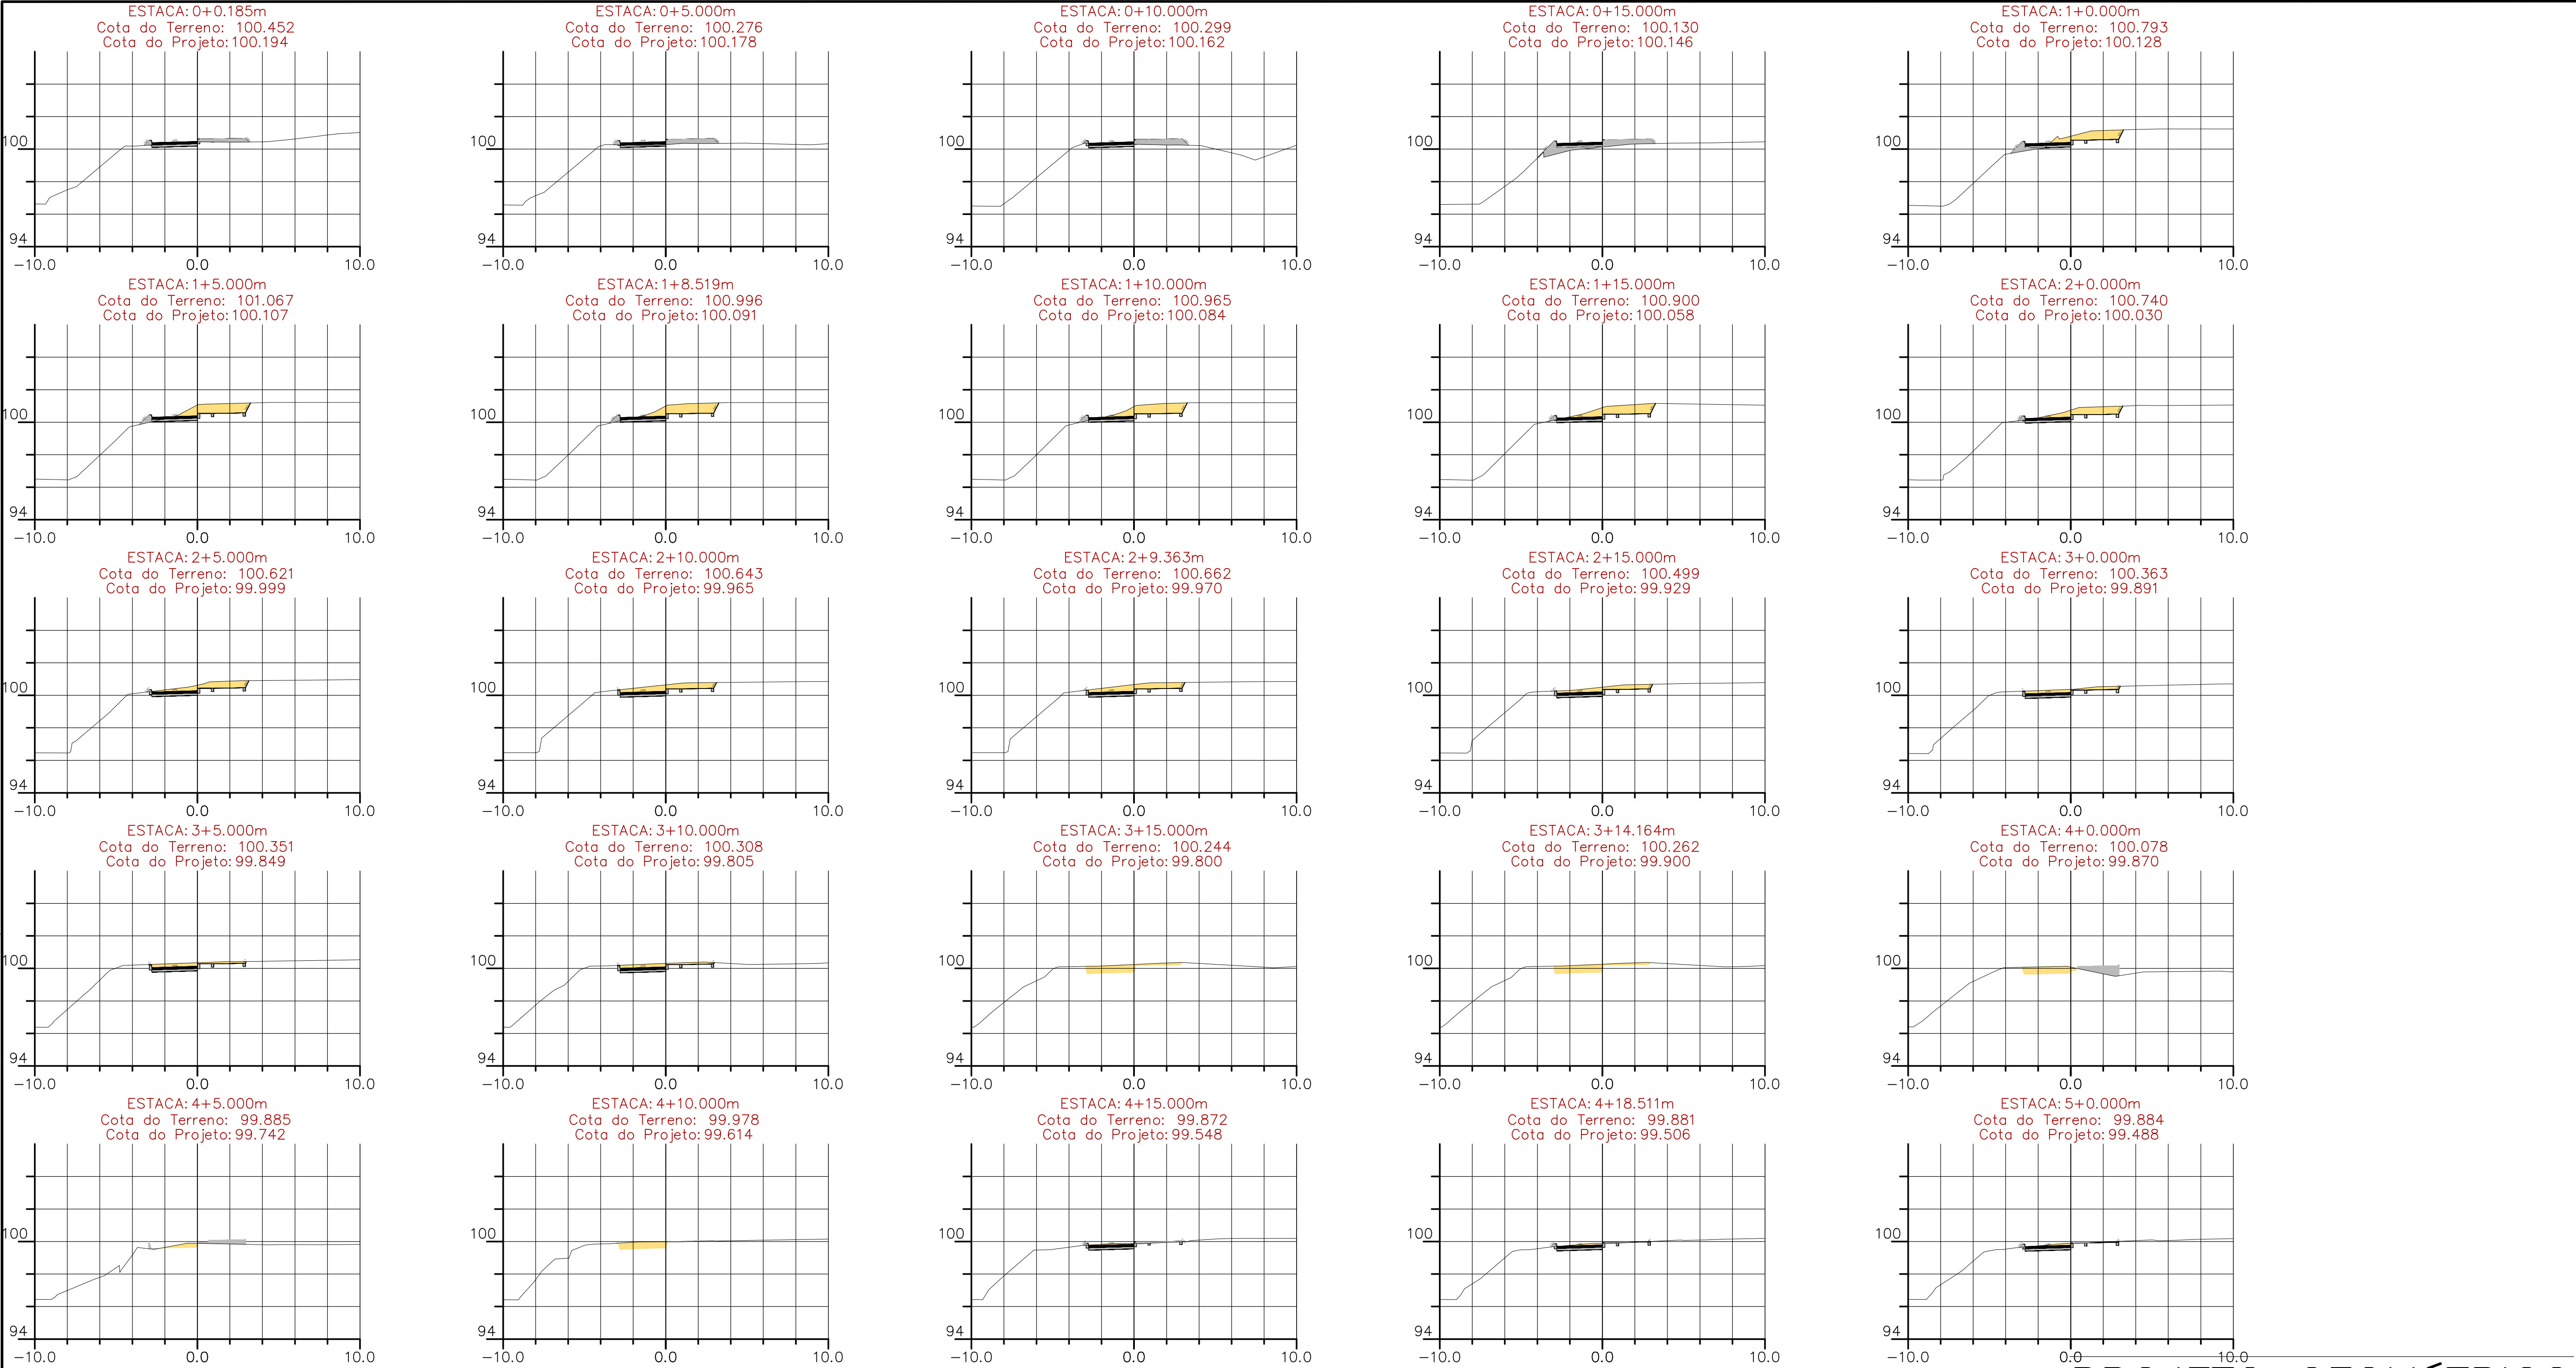 ESTACA: 0+0.185m
Cota do Terreno: 100.452
Cota do Projeto: 100.194
100
94
-10.0
0.0
10.0
ESTACA: 0+5.000m
Cota do Terreno: 100.276
Cota do Projeto: 100.178
100
94
-10.0
0.0
10.0
ESTACA: 0+10.000m
Cota do Terreno: 100.299
Cota do Projeto: 100.162
100
94
-10.0
0.0
10.0
ESTACA: 0+15.000m
Cota do Terreno: 100.130
Cota do Projeto: 100.146
100
94
-10.0
0.0
10.0
ESTACA: 1+0.000m
Cota do Terreno: 100.793
Cota do Projeto: 100.128
100
94
-10.0
0.0
10.0
ESTACA: 1+5.000m
Cota do Terreno: 101.067
Cota do Projeto: 100.107
100
94
-10.0
0.0
10.0
ESTACA: 1+8.519m
Cota do Terreno: 100.996
Cota do Projeto: 100.091
100
94
-10.0
0.0
10.0
ESTACA: 1+10.000m
Cota do Terreno: 100.965
Cota do Projeto: 100.084
100
94
-10.0
0.0
10.0
ESTACA: 1+15.000m
Cota do Terreno: 100.900
Cota do Projeto: 100.058
100
94
-10.0
0.0
10.0
ESTACA: 2+0.000m
Cota do Terreno: 100.740
Cota do Projeto: 100.030
100
94
-10.0
0.0
10.0
ESTACA: 2+5.000m
Cota do Terreno: 100.621
Cota do Projeto: 99.999
100
94
-10.0
0.0
10.0
ESTACA: 2+10.000m
Cota do Terreno: 100.643
Cota do Projeto: 99.965
100
94
-10.0
0.0
10.0
ESTACA: 2+9.363m
Cota do Terreno: 100.662
Cota do Projeto: 99.970
100
94
-10.0
0.0
10.0
ESTACA: 2+15.000m
Cota do Terreno: 100.499
Cota do Projeto: 99.929
100
94
-10.0
0.0
10.0
ESTACA: 3+0.000m
Cota do Terreno: 100.363
Cota do Projeto: 99.891
100
94
-10.0
0.0
10.0
ESTACA: 3+5.000m
Cota do Terreno: 100.351
Cota do Projeto: 99.849
100
94
-10.0
0.0
10.0
ESTACA: 3+10.000m
Cota do Terreno: 100.308
Cota do Projeto: 99.805
100
94
-10.0
0.0
10.0
ESTACA: 3+15.000m
Cota do Terreno: 100.244
Cota do Projeto: 99.800
100
94
-10.0
0.0
10.0
ESTACA: 3+14.164m
Cota do Terreno: 100.262
Cota do Projeto: 99.900
100
94
-10.0
0.0
10.0
ESTACA: 4+0.000m
Cota do Terreno: 100.078
Cota do Projeto: 99.870
100
94
-10.0
0.0
10.0
ESTACA: 4+5.000m
Cota do Terreno: 99.885
Cota do Projeto: 99.742
100
94
-10.0
0.0
10.0
ESTACA: 4+10.000m
Cota do Terreno: 99.978
Cota do Projeto: 99.614
100
94
-10.0
0.0
10.0
ESTACA: 4+15.000m
Cota do Terreno: 99.872
Cota do Projeto: 99.548
100
94
-10.0
0.0
10.0
ESTACA: 4+18.511m
Cota do Terreno: 99.881
Cota do Projeto: 99.506
100
94
-10.0
0.0
10.0
ESTACA: 5+0.000m
Cota do Terreno: 99.884
Cota do Projeto: 99.488
100
94
-10.0
0.0
10.0